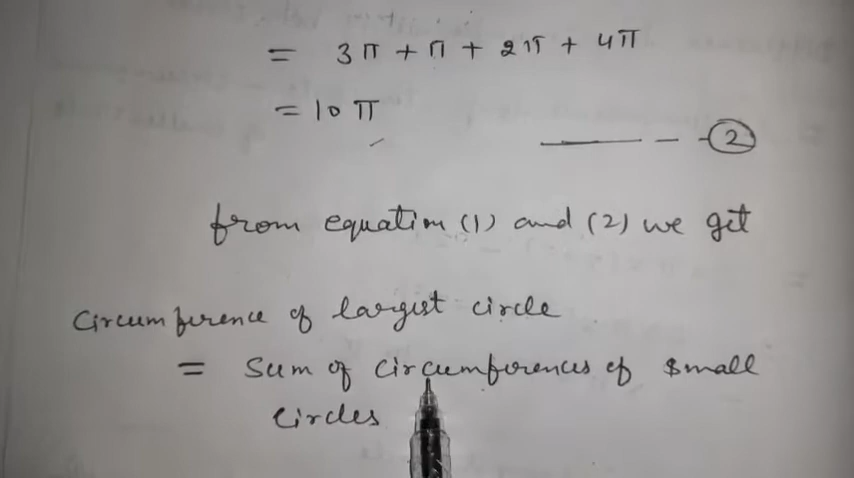 = 3π + π + 2π + 4π
= 10 π
——— – – ②
from equation (1) and (2) we get
Circumference of largest circle
= Sum of circumferences of small
circles